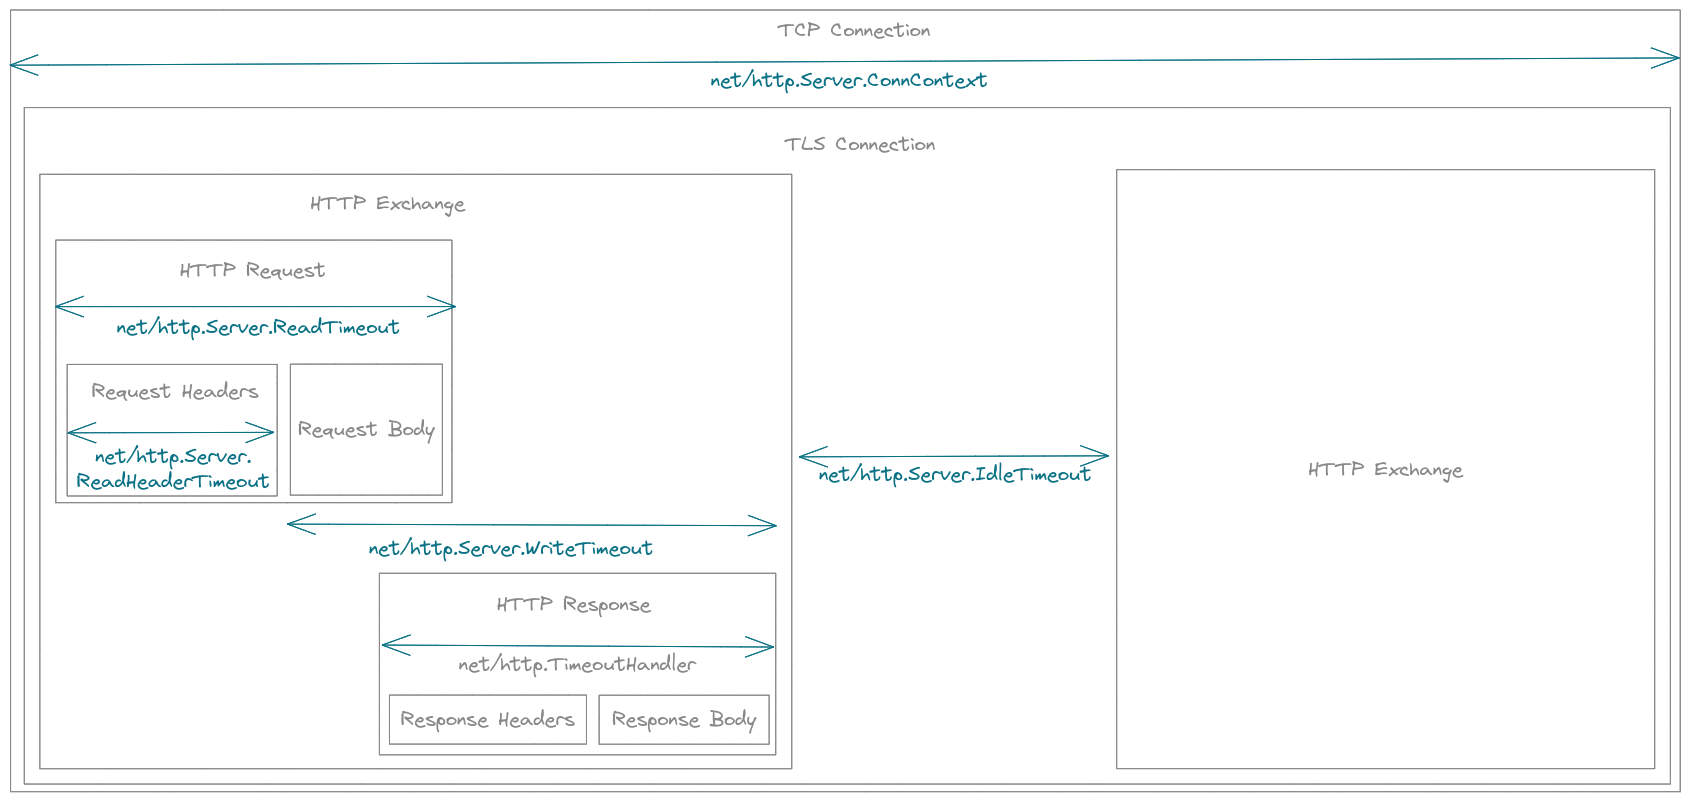 TCP Connection
net/http.Server.ConnContext
TLS Connection
HTTP Exchange
HTTP Request
net/http.Server.ReadTimeout
Request Headers
net/http.Server.
ReadHeaderTimeout
Request Body
net/http.Server.WriteTimeout
HTTP Response
net/http.TimeoutHandler
Response Headers
Response Body
net/http.Server.IdleTimeout
HTTP Exchange